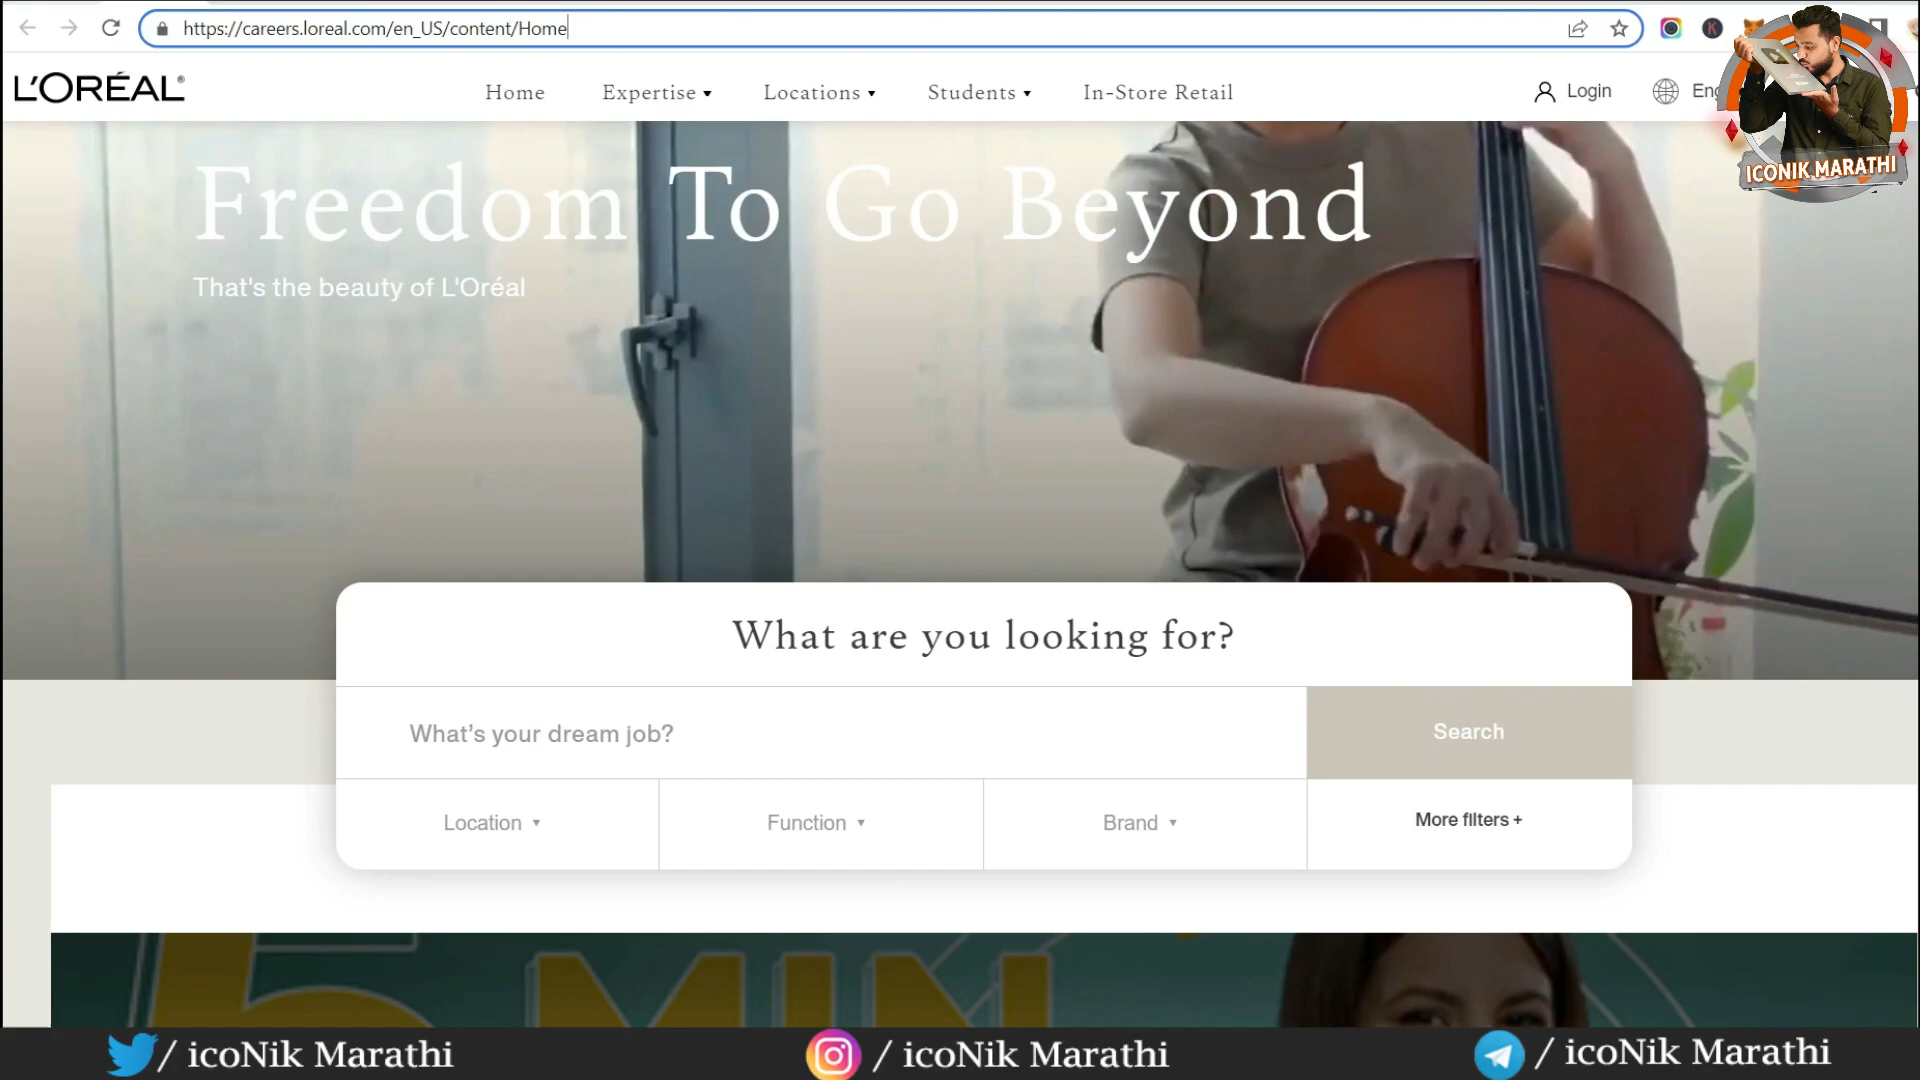 https://careers.loreal.com/en_US/content/Home
L'ORÉAL
Home
Expertise
Locations
Students
In-Store Retail
Login
ICONIK MARATHI
Freedom To Go Beyond
That's the beauty of L'Oréal
What are you looking for?
What's your dream job?
Search
Location
Function
Brand
More filters +
5 MIN
/ icoNik Marathi
/ icoNik Marathi
/ icoNik Marathi